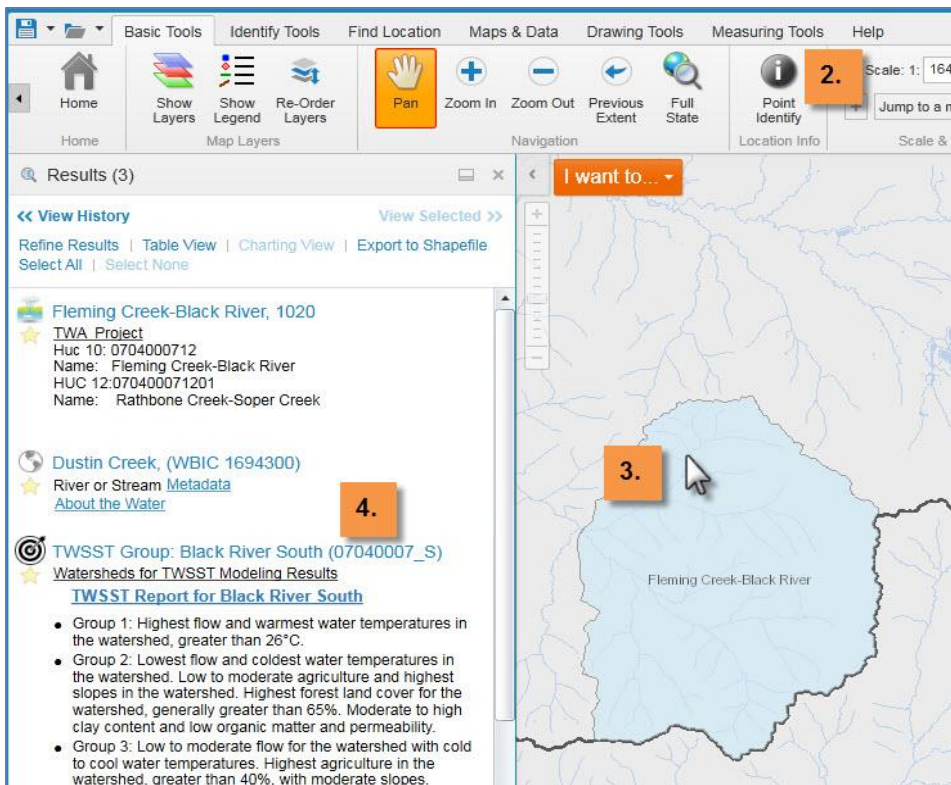 Basic Tools Identify Tools Find Location Maps & Data Drawing Tools Measuring Tools Help
Home
Show Layers
Show Legend
Re-Order Layers
Pan
Zoom In
Zoom Out
Previous Extent
Full State
Point Identify
2.
Scale: 1: 164
Jump to a m
Home Map Layers Navigation Location Info Scale &
Results (3)
I want to...
<< View History View Selected >>
Refine Results | Table View | Charting View | Export to Shapefile
Select All | Select None
Fleming Creek-Black River, 1020
TWA Project
Huc 10: 0704000712
Name: Fleming Creek-Black River
HUC 12:070400071201
Name: Rathbone Creek-Soper Creek
Dustin Creek, (WBIC 1694300)
River or Stream Metadata
About the Water
4.
TWSST Group: Black River South (07040007_S)
Watersheds for TWSST Modeling Results
TWSST Report for Black River South
• Group 1: Highest flow and warmest water temperatures in
the watershed, greater than 26°C.
• Group 2: Lowest flow and coldest water temperatures in
the watershed. Low to moderate agriculture and highest
slopes in the watershed. Highest forest land cover for the
watershed, generally greater than 65%. Moderate to high
clay content and low organic matter and permeability.
• Group 3: Low to moderate flow for the watershed with cold
to cool water temperatures. Highest agriculture in the
watershed, greater than 40%, with moderate slopes.
3.
Fleming Creek-Black River